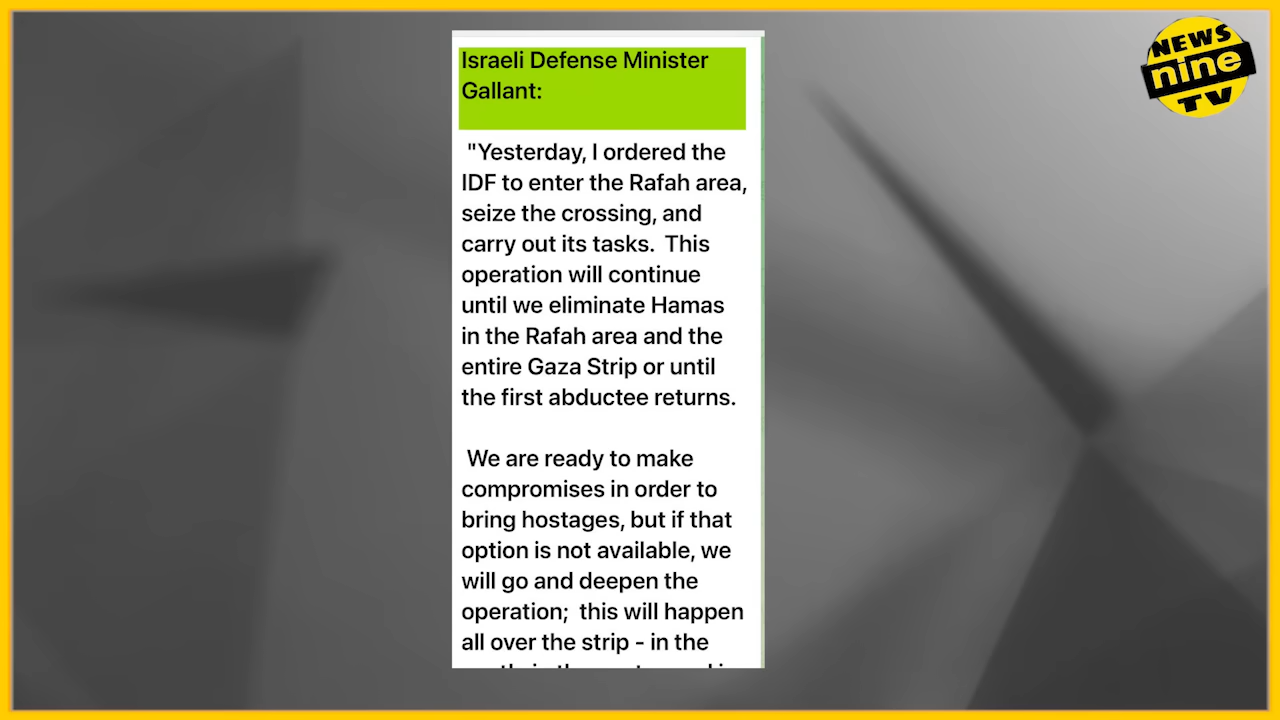 NEWS
nine
TV
Israeli Defense Minister
Gallant:
"Yesterday, I ordered the
IDF to enter the Rafah area,
seize the crossing, and
carry out its tasks.  This
operation will continue
until we eliminate Hamas
in the Rafah area and the
entire Gaza Strip or until
the first abductee returns.
We are ready to make
compromises in order to
bring hostages, but if that
option is not available, we
will go and deepen the
operation;  this will happen
all over the strip - in the